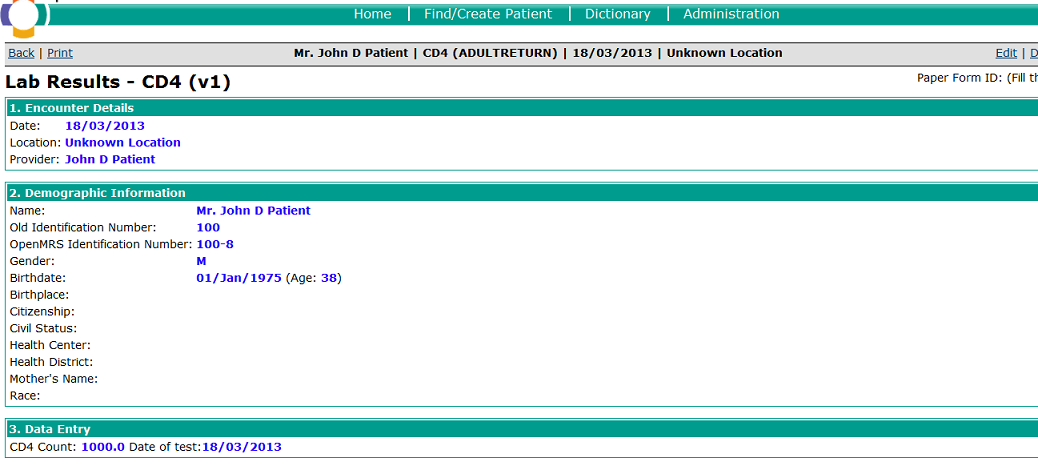 Home | Find/Create Patient | Dictionary | Administration
Back | Print Mr. John D Patient | CD4 (ADULTRETURN) | 18/03/2013 | Unknown Location Edit |
Lab Results - CD4 (v1) Paper Form ID: (Fill
1. Encounter Details
Date: 18/03/2013
Location: Unknown Location
Provider: John D Patient
2. Demographic Information
Name: Mr. John D Patient
Old Identification Number: 100
OpenMRS Identification Number: 100-8
Gender: M
Birthdate: 01/Jan/1975 (Age: 38)
Birthplace:
Citizenship:
Civil Status:
Health Center:
Health District:
Mother's Name:
Race:
3. Data Entry
CD4 Count: 1000.0 Date of test:18/03/2013